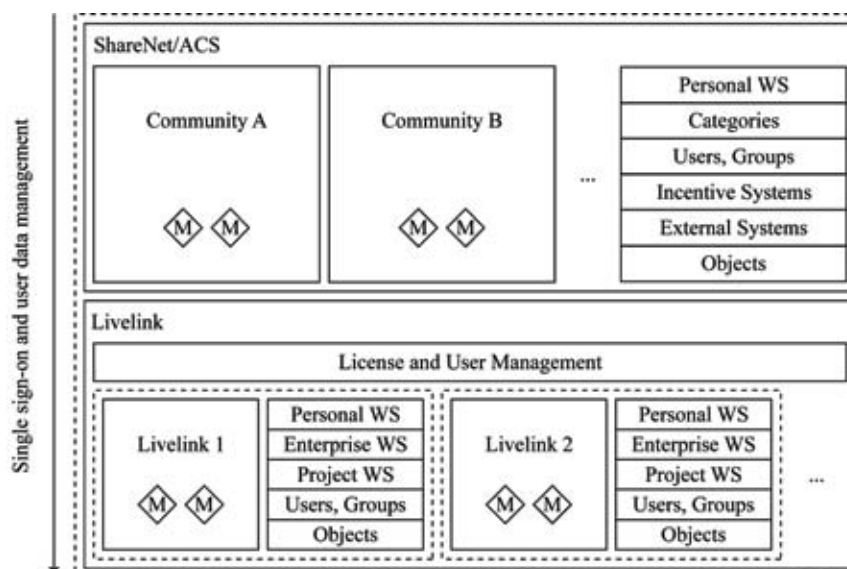 Single sign-on and user data management
ShareNet/ACS
Community A
M M
Community B
M M
...
Personal WS
Categories
Users, Groups
Incentive Systems
External Systems
Objects
Livelink
License and User Management
Livelink 1
M M
Personal WS
Enterprise WS
Project WS
Users, Groups
Objects
Livelink 2
M M
Personal WS
Enterprise WS
Project WS
Users, Groups
Objects
...